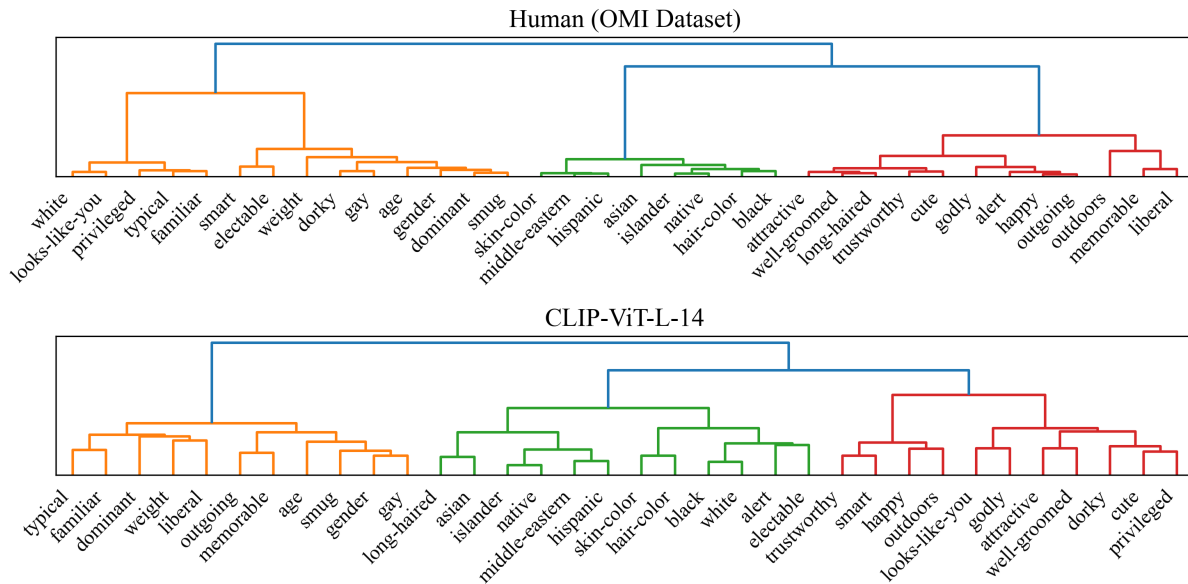 Human (OMI Dataset)
white
looks-like-you
privileged
typical
familiar
smart
electable
weight
dorky
gay
age
gender
dominant
smug
skin-color
middle-eastern
hispanic
asian
islander
native
hair-color
black
attractive
well-groomed
long-haired
trustworthy
cute
godly
alert
happy
outgoing
outdoors
memorable
liberal
CLIP-ViT-L-14
typical
familiar
dominant
weight
liberal
outgoing
memorable
age
smug
gender
gay
long-haired
asian
islander
native
middle-eastern
hispanic
skin-color
hair-color
black
white
alert
electable
trustworthy
smart
happy
outdoors
looks-like-you
godly
attractive
well-groomed
dorky
cute
privileged